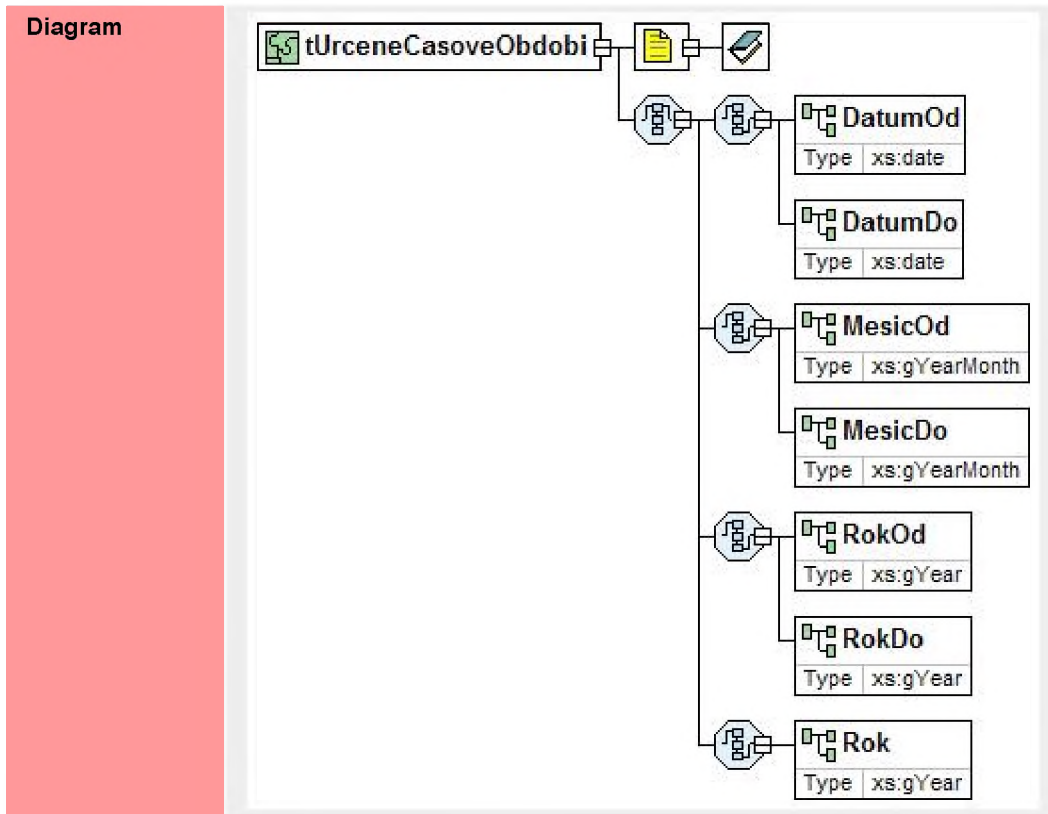 Diagram
tUrceneCasoveObdobi
DatumOd
Type xs:date
DatumDo
Type xs:date
MesicOd
Type xs:gYearMonth
MesicDo
Type xs:gYearMonth
RokOd
Type xs:gYear
RokDo
Type xs:gYear
Rok
Type xs:gYear